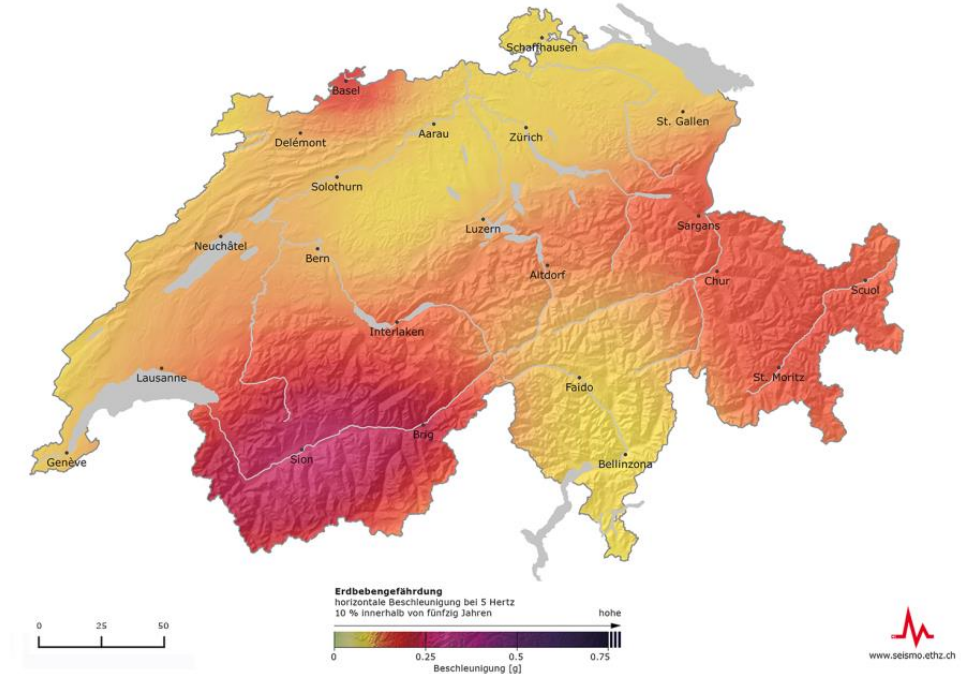 Schaffhausen
Basel
St. Gallen
Aarau
Zürich
Delémont
Solothurn
Sargans
Luzern
Neuchâtel
Bern
Altdorf
Chur
Scuol
Interlaken
Lausanne
Faido
St. Moritz
Brig
Sion
Genève
Bellinzona
Erdbebengefährdung
horizontale Beschleunigung bei 5 Hertz
10 % innerhalb von fünfzig Jahren
hohe
0 25 50
0 0.25 0.5 0.75
Beschleunigung [g]
www.seismo.ethz.ch